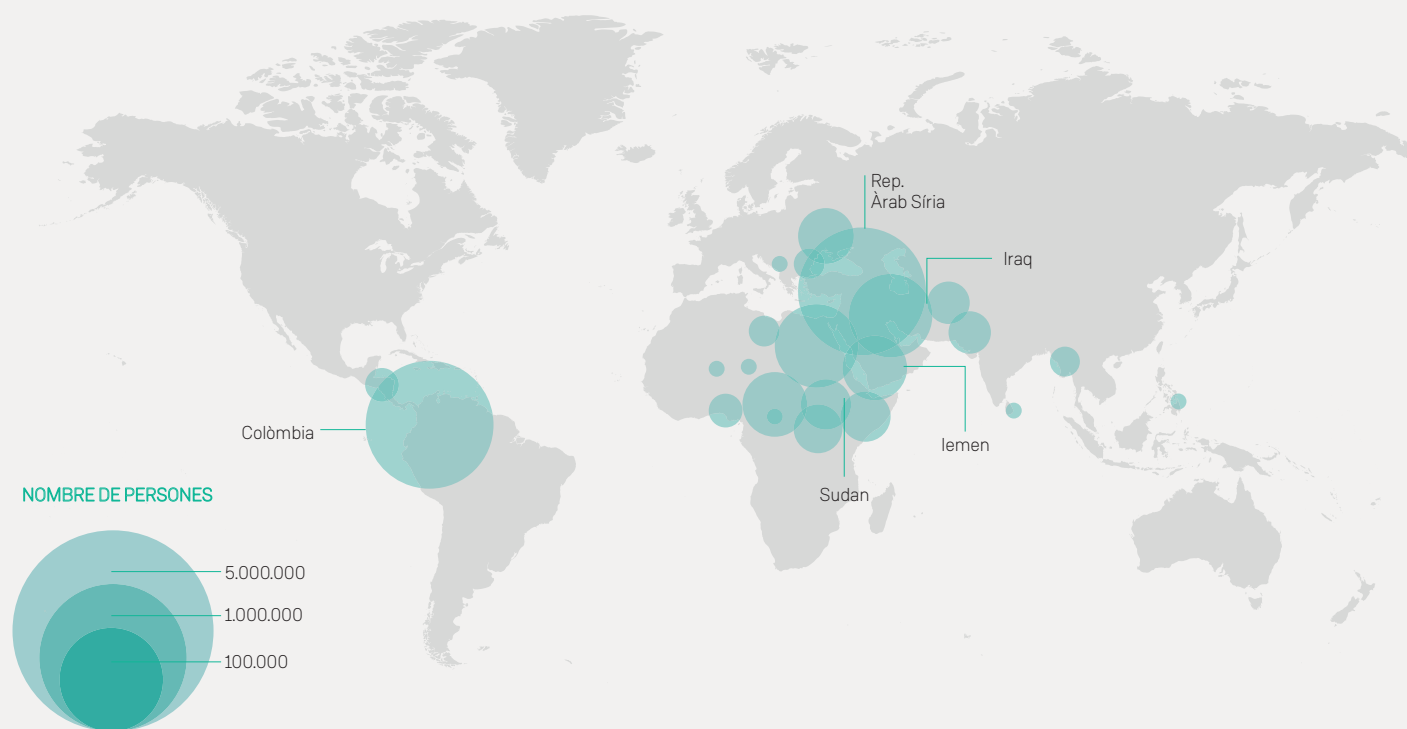 Rep.
Àrab Síria
Iraq
Colòmbia
Iemen
Sudan
NOMBRE DE PERSONES
5.000.000
1.000.000
100.000